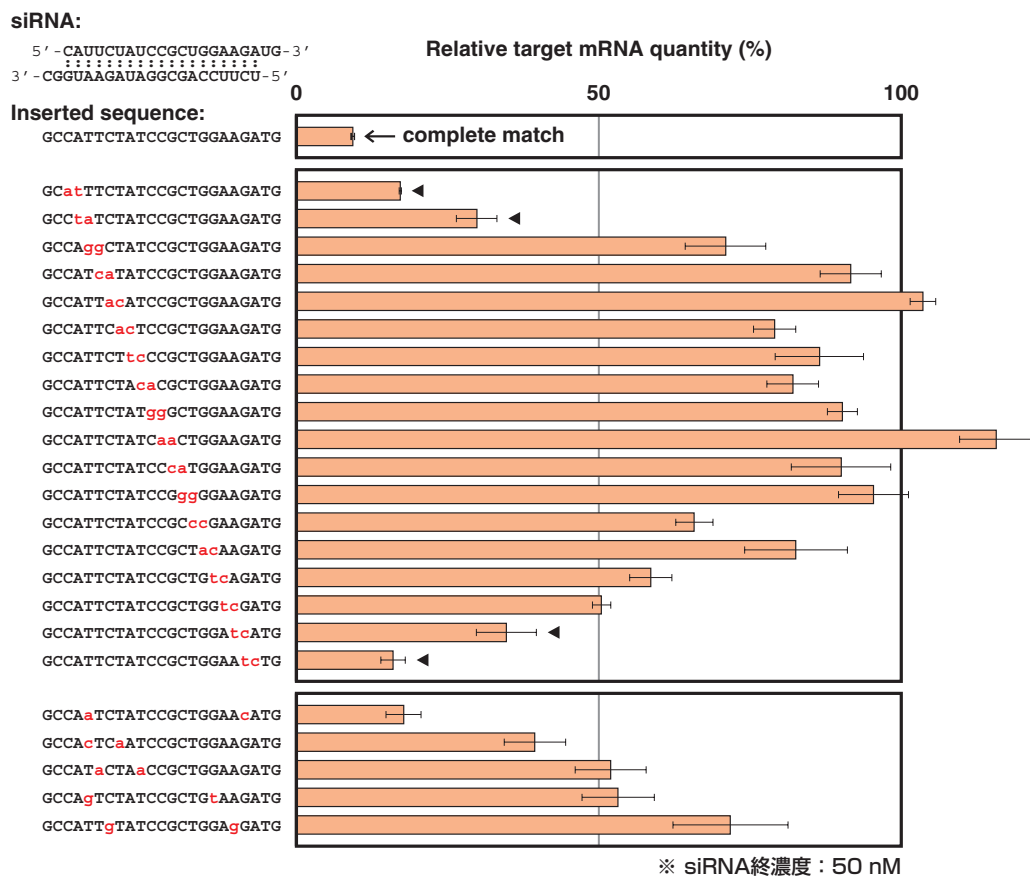 siRNA:
5’-CAUUCUAUCCGCUGGAAGAUG-3’
:::::::::::::::::::
3’-CGGUAAGAUAGGCGACCUUCU-5’
Relative target mRNA quantity (%)
0 50 100
Inserted sequence:
GCCATTCTATCCGCTGGAAGATG
complete match
GCatTTCTATCCGCTGGAAGATG
GCCtaTCTATCCGCTGGAAGATG
GCCAggCTATCCGCTGGAAGATG
GCCATcaTATCCGCTGGAAGATG
GCCATTacATCCGCTGGAAGATG
GCCATTCacTCCGCTGGAAGATG
GCCATTCTtcCCGCTGGAAGATG
GCCATTCTAcaCGCTGGAAGATG
GCCATTCTATggGCTGGAAGATG
GCCATTCTATCaaCTGGAAGATG
GCCATTCTATCCcaTGGAAGATG
GCCATTCTATCCGggGGAAGATG
GCCATTCTATCCGCccGAAGATG
GCCATTCTATCCGCTacAAGATG
GCCATTCTATCCGCTGtcAGATG
GCCATTCTATCCGCTGGtcGATG
GCCATTCTATCCGCTGGAtcATG
GCCATTCTATCCGCTGGAAtcTG
GCCAaTCTATCCGCTGGAAcATG
GCCAcTCaATCCGCTGGAAGATG
GCCATaCTAaCCGCTGGAAGATG
GCCAgTCTATCCGCTGtAAGATG
GCCATTgTATCCGCTGGAgGATG
※ siRNA終濃度：50 nM